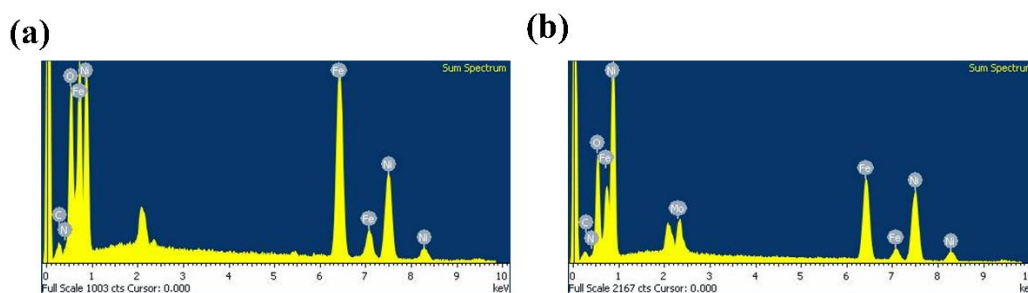 (a)
Sum Spectrum
O
Fe
Ni
C
N
Fe
Fe
Ni
Ni
0 1 2 3 4 5 6 7 8 9 10
Full Scale 1003 cts Cursor: 0.000
keV
(b)
Sum Spectrum
Ni
O
Fe
C
N
Mo
Fe
Fe
Ni
Ni
0 1 2 3 4 5 6 7 8 9
Full Scale 2167 cts Cursor: 0.000